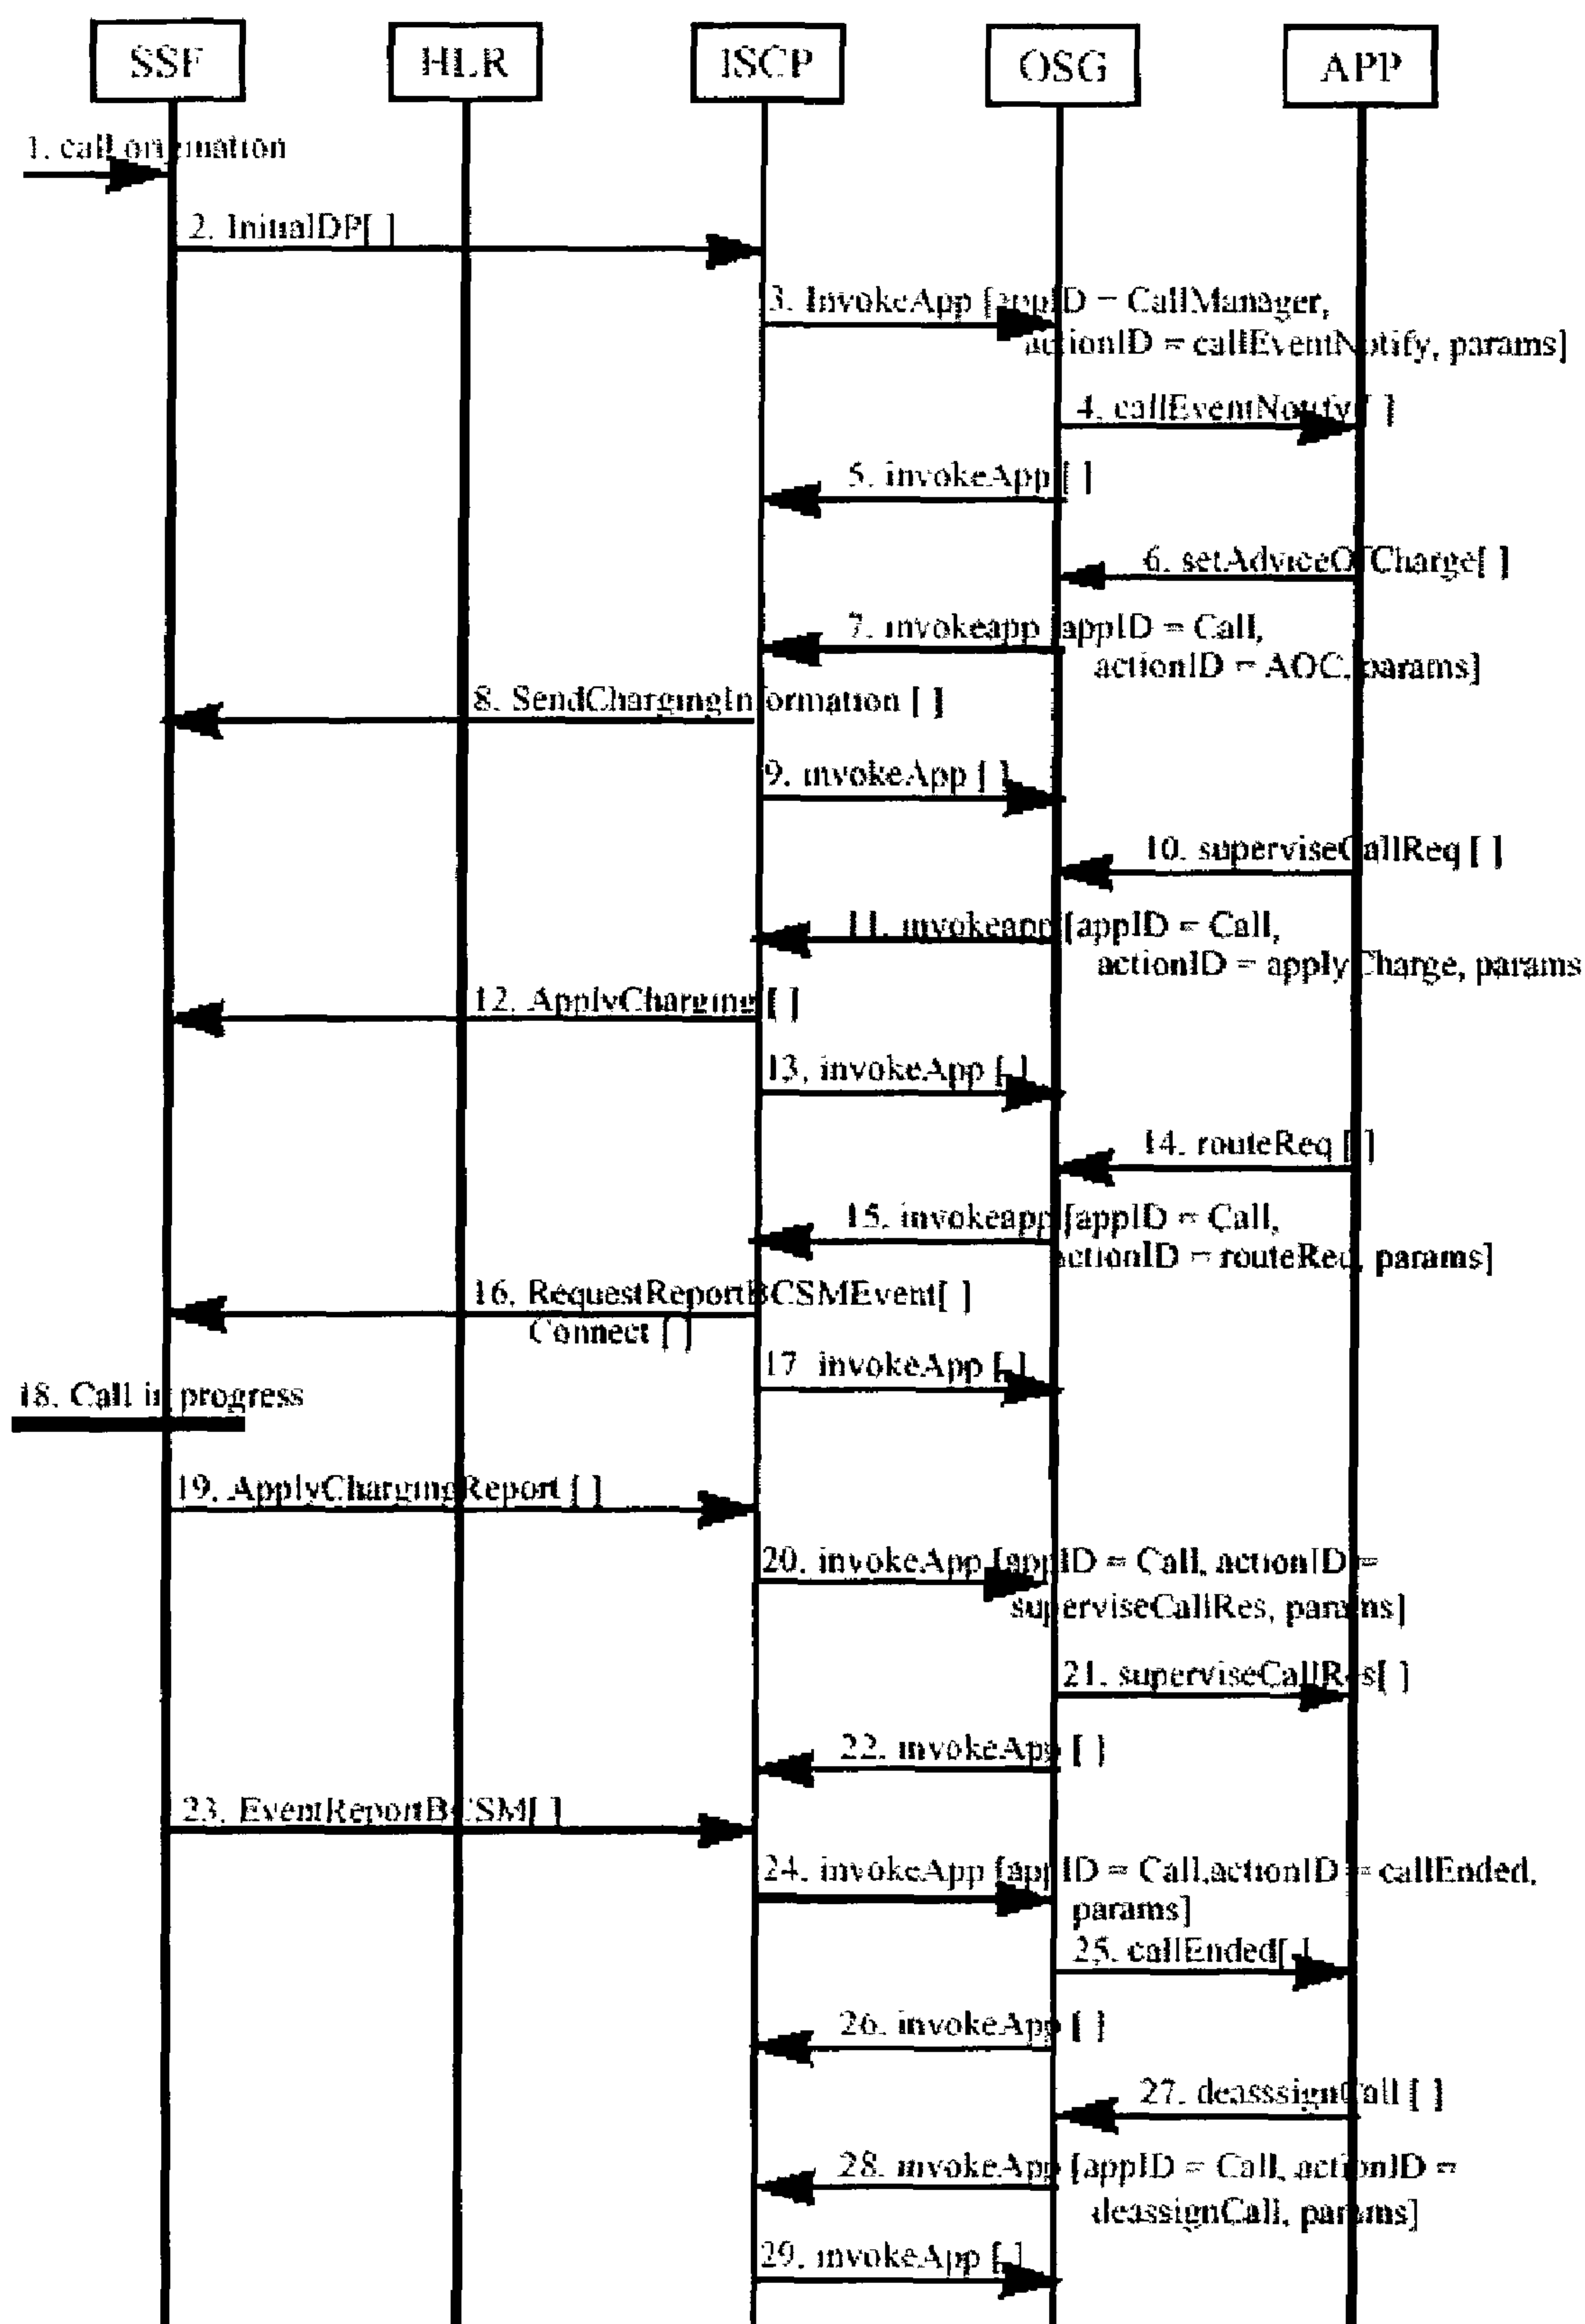 SSF
HLR
ISCP
OSG
APP
1. call origination
2. InitialDP[ ]
3. InvokeApp [appID = CallManager,
actionID = callEventNotify, params]
4. callEventNotify [ ]
5. invokeApp [ ]
6. setAdviceOfCharge[ ]
7. invokeapp [appID = Call,
actionID = AOC, params]
8. SendChargingInformation [ ]
9. invokeApp [ ]
10. superviseCallReq [ ]
11. invokeapp [appID = Call,
actionID = applyCharge, params
12. ApplyCharging [ ]
13. invokeApp [ ]
14. routeReq [ ]
15. invokeapp [appID = Call,
actionID = routeReq, params]
16. RequestReportBCSMEvent[ ]
Connect [ ]
17 invokeApp [ ]
18. Call in progress
19. ApplyChargingReport [ ]
20. invokeApp [appID = Call, actionID =
superviseCallRes, params]
21. superviseCallRes[ ]
22. invokeApp [ ]
23. EventReportBCSM[ ]
24. invokeApp [appID = Call,actionID = callEnded,
params]
25. callEnded[ ]
26. invokeApp [ ]
27. deasssignCall [ ]
28. invokeApp [appID = Call, actionID =
deassignCall, params]
29. invokeApp [ ]